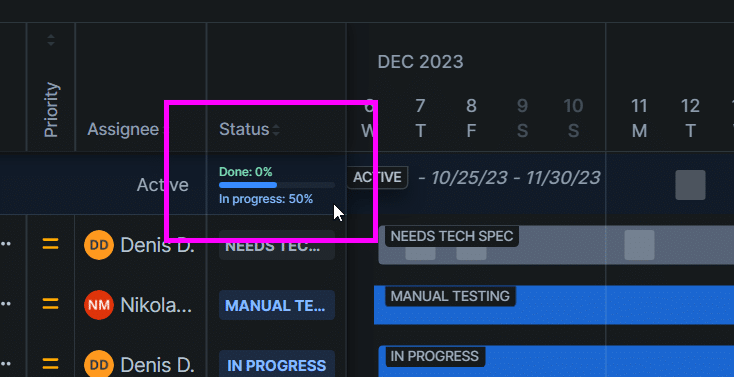 DEC 2023
6 7 8 9 10 11 12
W T F S S M T
Priority
Assignee
Status
Active
Done: 0%
In progress: 50%
ACTIVE
- 10/25/23 - 11/30/23
DD Denis D.
NEEDS TEC...
NEEDS TECH SPEC
NM Nikola...
MANUAL TE...
MANUAL TESTING
DD Denis D.
IN PROGRESS
IN PROGRESS